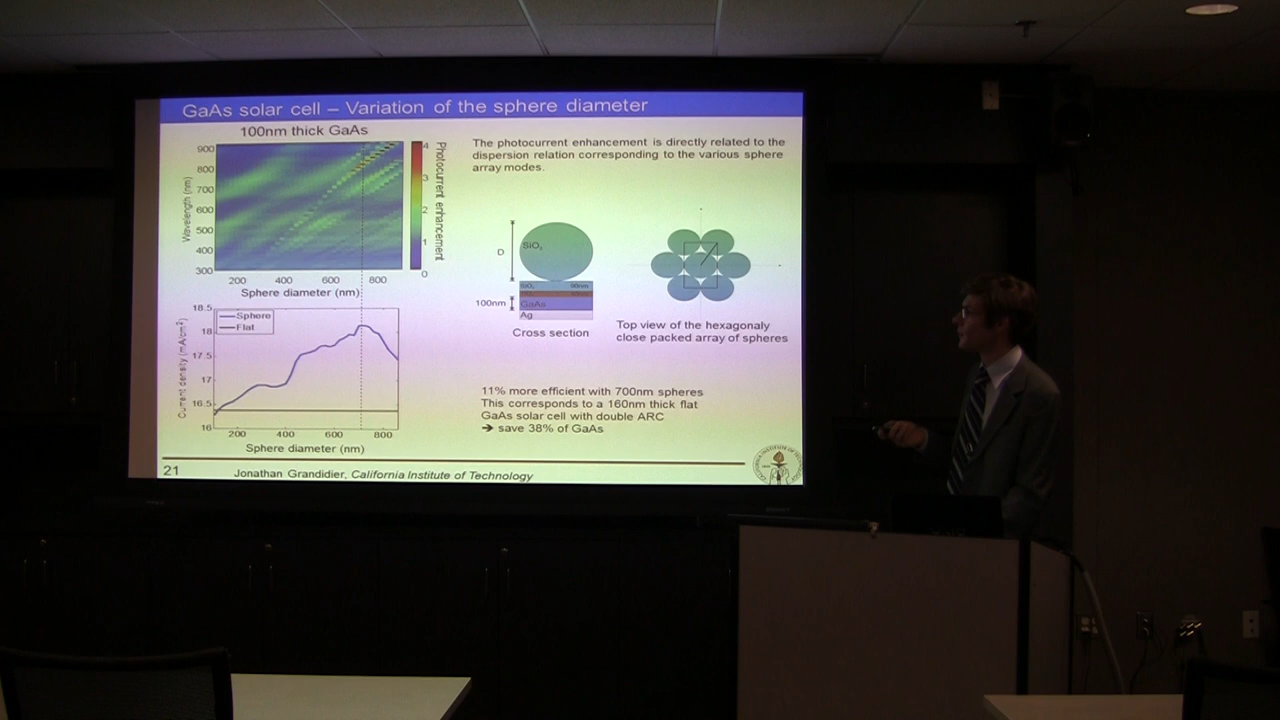 GaAs solar cell – Variation of the sphere diameter
100nm thick GaAs
900
800
700
600
500
400
300
Wavelength (nm)
200
400
600
800
Sphere diameter (nm)
4
3
2
1
0
Photocurrent enhancement
The photocurrent enhancement is directly related to the
dispersion relation corresponding to the various sphere
array modes.
D
SiO₂
SiO₂ 90nm
100nm
GaAs
Ag
Cross section
Top view of the hexagonaly
close packed array of spheres
18.5
18
17.5
17
16.5
16
Current density (mA/cm²)
Sphere
Flat
200
400
600
800
Sphere diameter (nm)
11% more efficient with 700nm spheres
This corresponds to a 160nm thick flat
GaAs solar cell with double ARC
➔ save 38% of GaAs
21
Jonathan Grandidier, California Institute of Technology